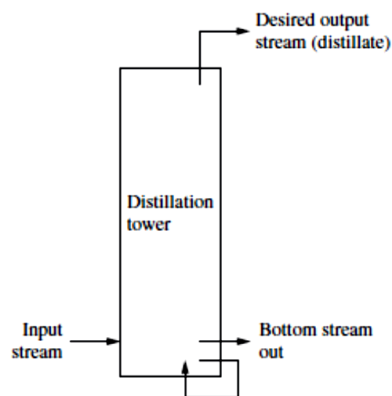 Desired output
stream (distillate)
Distillation
tower
Input
stream
Bottom stream
out